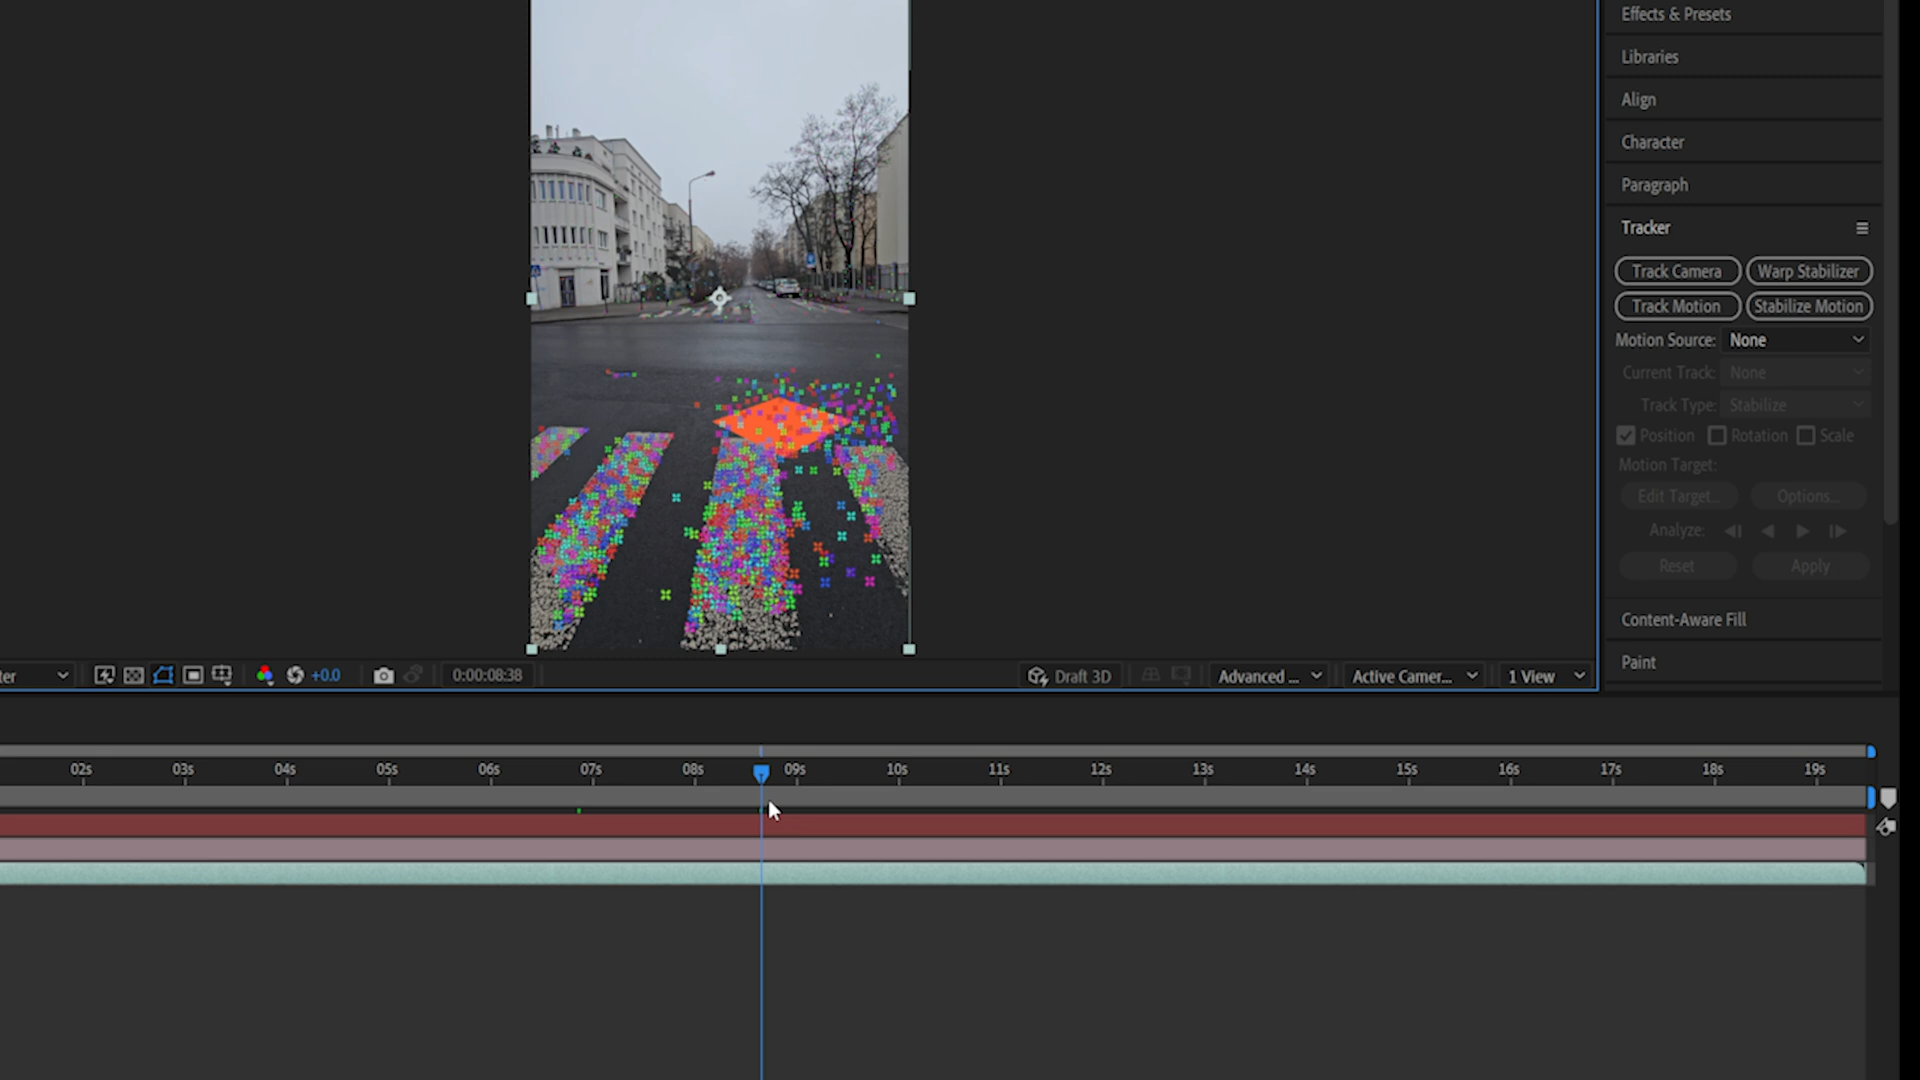 Effects & Presets
Libraries
Align
Character
Paragraph
Tracker
Track Camera Warp Stabilizer
Track Motion Stabilize Motion
Motion Source: None
Current Track: None
Track Type: Stabilize
Position Rotation Scale
Motion Target:
Edit Target... Options...
Analyze:
Reset Apply
Content-Aware Fill
Paint
ter +0.0 0:00:08:38 Draft 3D Advanced ... Active Camer... 1 View
02s 03s 04s 05s 06s 07s 08s 09s 10s 11s 12s 13s 14s 15s 16s 17s 18s 19s